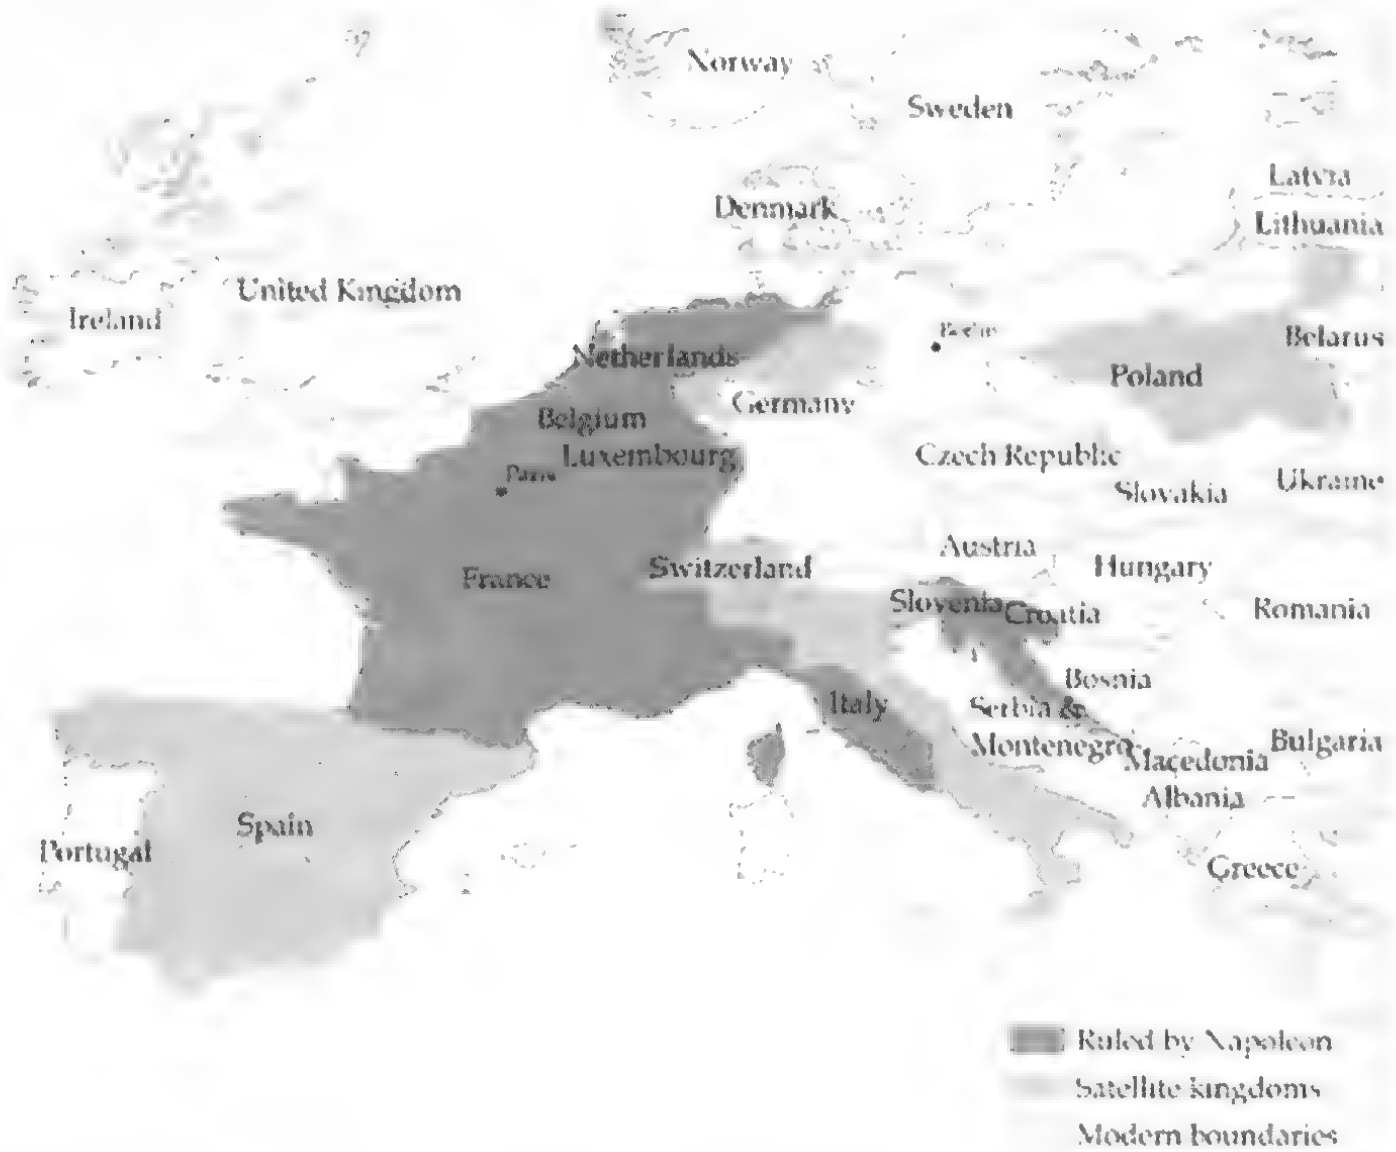 Norway
Sweden
Latvia
Denmark
Lithuania
United Kingdom
Ireland
Berlin
Belarus
Netherlands
Poland
Germany
Belgium
Luxembourg
Czech Republic
Paris
Ukraine
Slovakia
Austria
Switzerland
Hungary
France
Slovenia
Croatia
Romania
Bosnia
Italy
Serbia &
Montenegro
Bulgaria
Macedonia
Albania
Spain
Portugal
Greece
Ruled by Napoleon
Satellite kingdoms
Modern boundaries